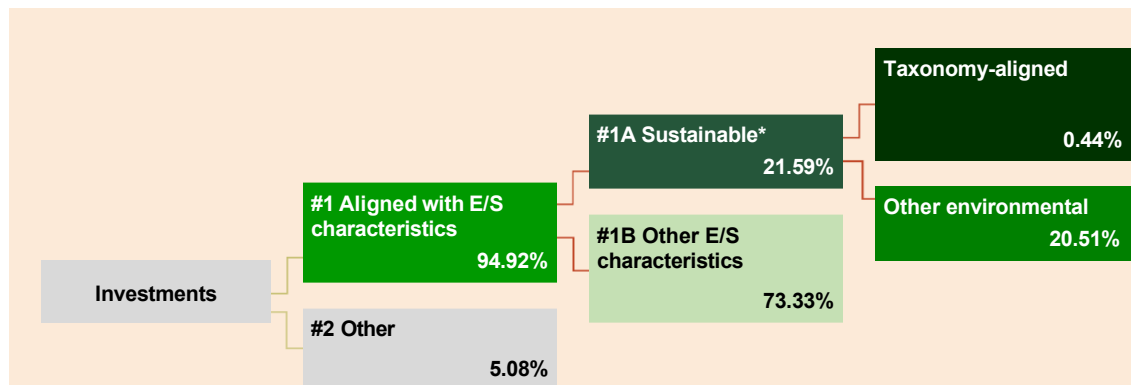 Investments
#1 Aligned with E/S
characteristics
94.92%
#2 Other
5.08%
#1A Sustainable*
21.59%
#1B Other E/S
characteristics
73.33%
Taxonomy-aligned
0.44%
Other environmental
20.51%